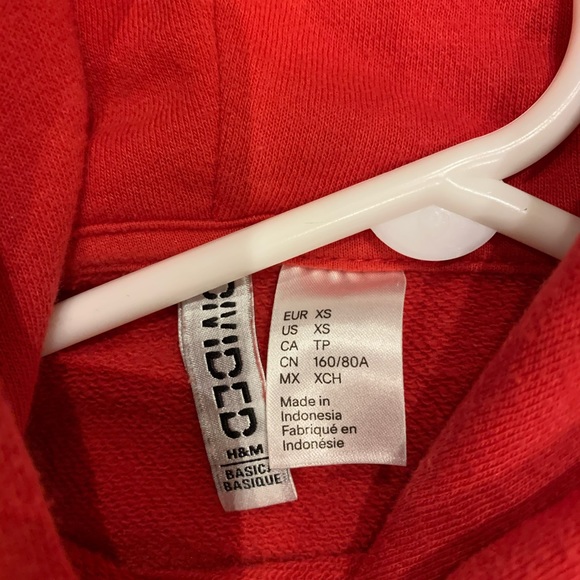 DIVIDED
H&M
BASIC
BASIQUE
EUR XS
US XS
CA TP
CN 160/80A
MX XCH
Made in
Indonesia
Fabriqué en
Indonésie